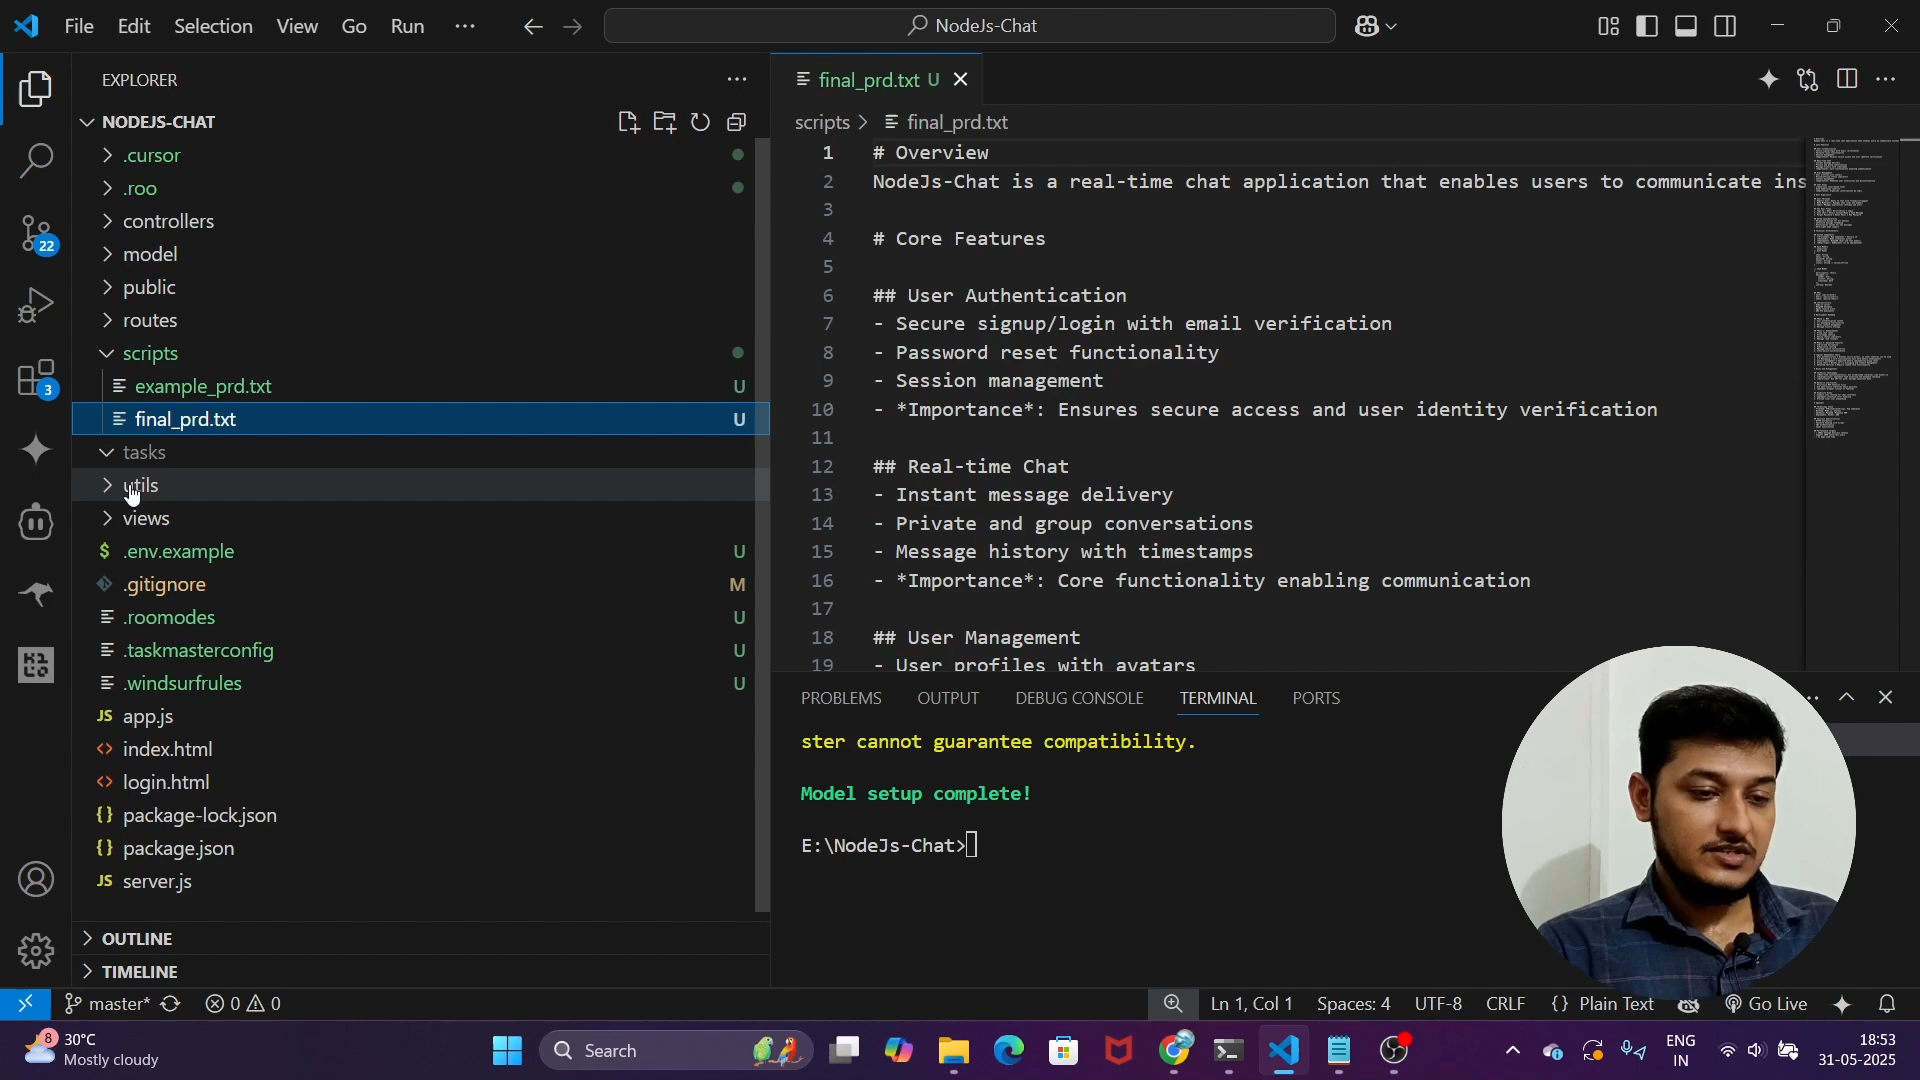 File Edit Selection View Go Run ···
NodeJs-Chat
EXPLORER
NODEJS-CHAT
.cursor
.roo
controllers
model
public
routes
scripts
example_prd.txt U
final_prd.txt U
tasks
utils
views
.env.example U
.gitignore M
.roomodes U
.taskmasterconfig U
.windsurfrules U
JS app.js
index.html
login.html
package-lock.json
package.json
JS server.js
OUTLINE
TIMELINE
22
3
final_prd.txt U
scripts > final_prd.txt
1 # Overview
2 NodeJs-Chat is a real-time chat application that enables users to communicate ins
3
4 # Core Features
5
6 ## User Authentication
7 - Secure signup/login with email verification
8 - Password reset functionality
9 - Session management
10 - *Importance*: Ensures secure access and user identity verification
11
12 ## Real-time Chat
13 - Instant message delivery
14 - Private and group conversations
15 - Message history with timestamps
16 - *Importance*: Core functionality enabling communication
17
18 ## User Management
19 - User profiles with avatars
PROBLEMS OUTPUT DEBUG CONSOLE TERMINAL PORTS
ster cannot guarantee compatibility.
Model setup complete!
E:\NodeJs-Chat>
master* 0 0
Ln 1, Col 1 Spaces: 4 UTF-8 CRLF {} Plain Text Go Live
8 30°C
Mostly cloudy
Search
ENG
IN
18:53
31-05-2025